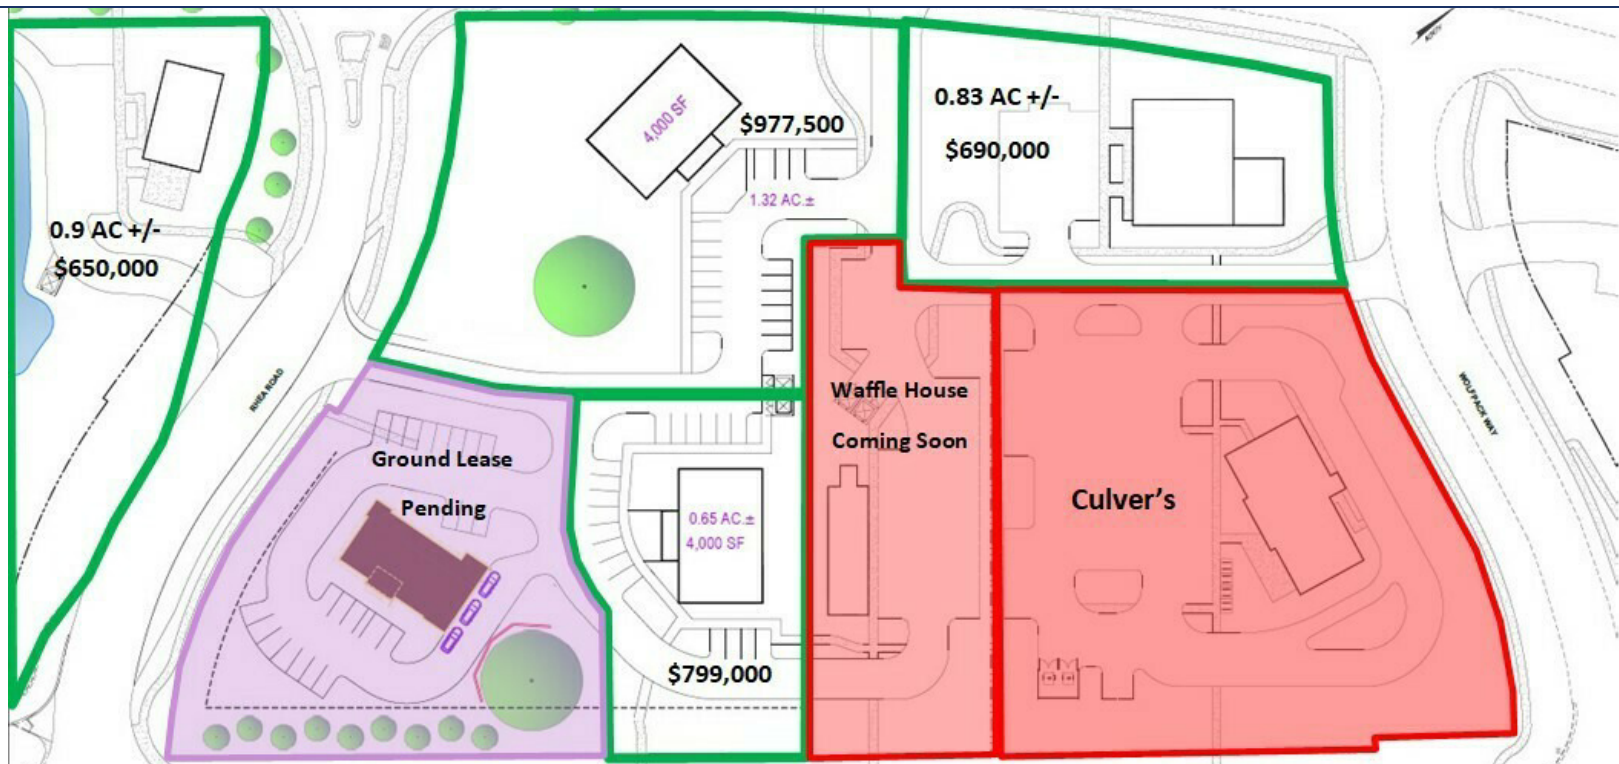 0.9 AC +/-
$650,000
RHEA ROAD
4,000 SF
$977,500
1.32 AC.±
0.83 AC +/-
$690,000
Ground Lease
Pending
0.65 AC.±
4,000 SF
$799,000
Waffle House
Coming Soon
Culver's
WOLFPACK WAY